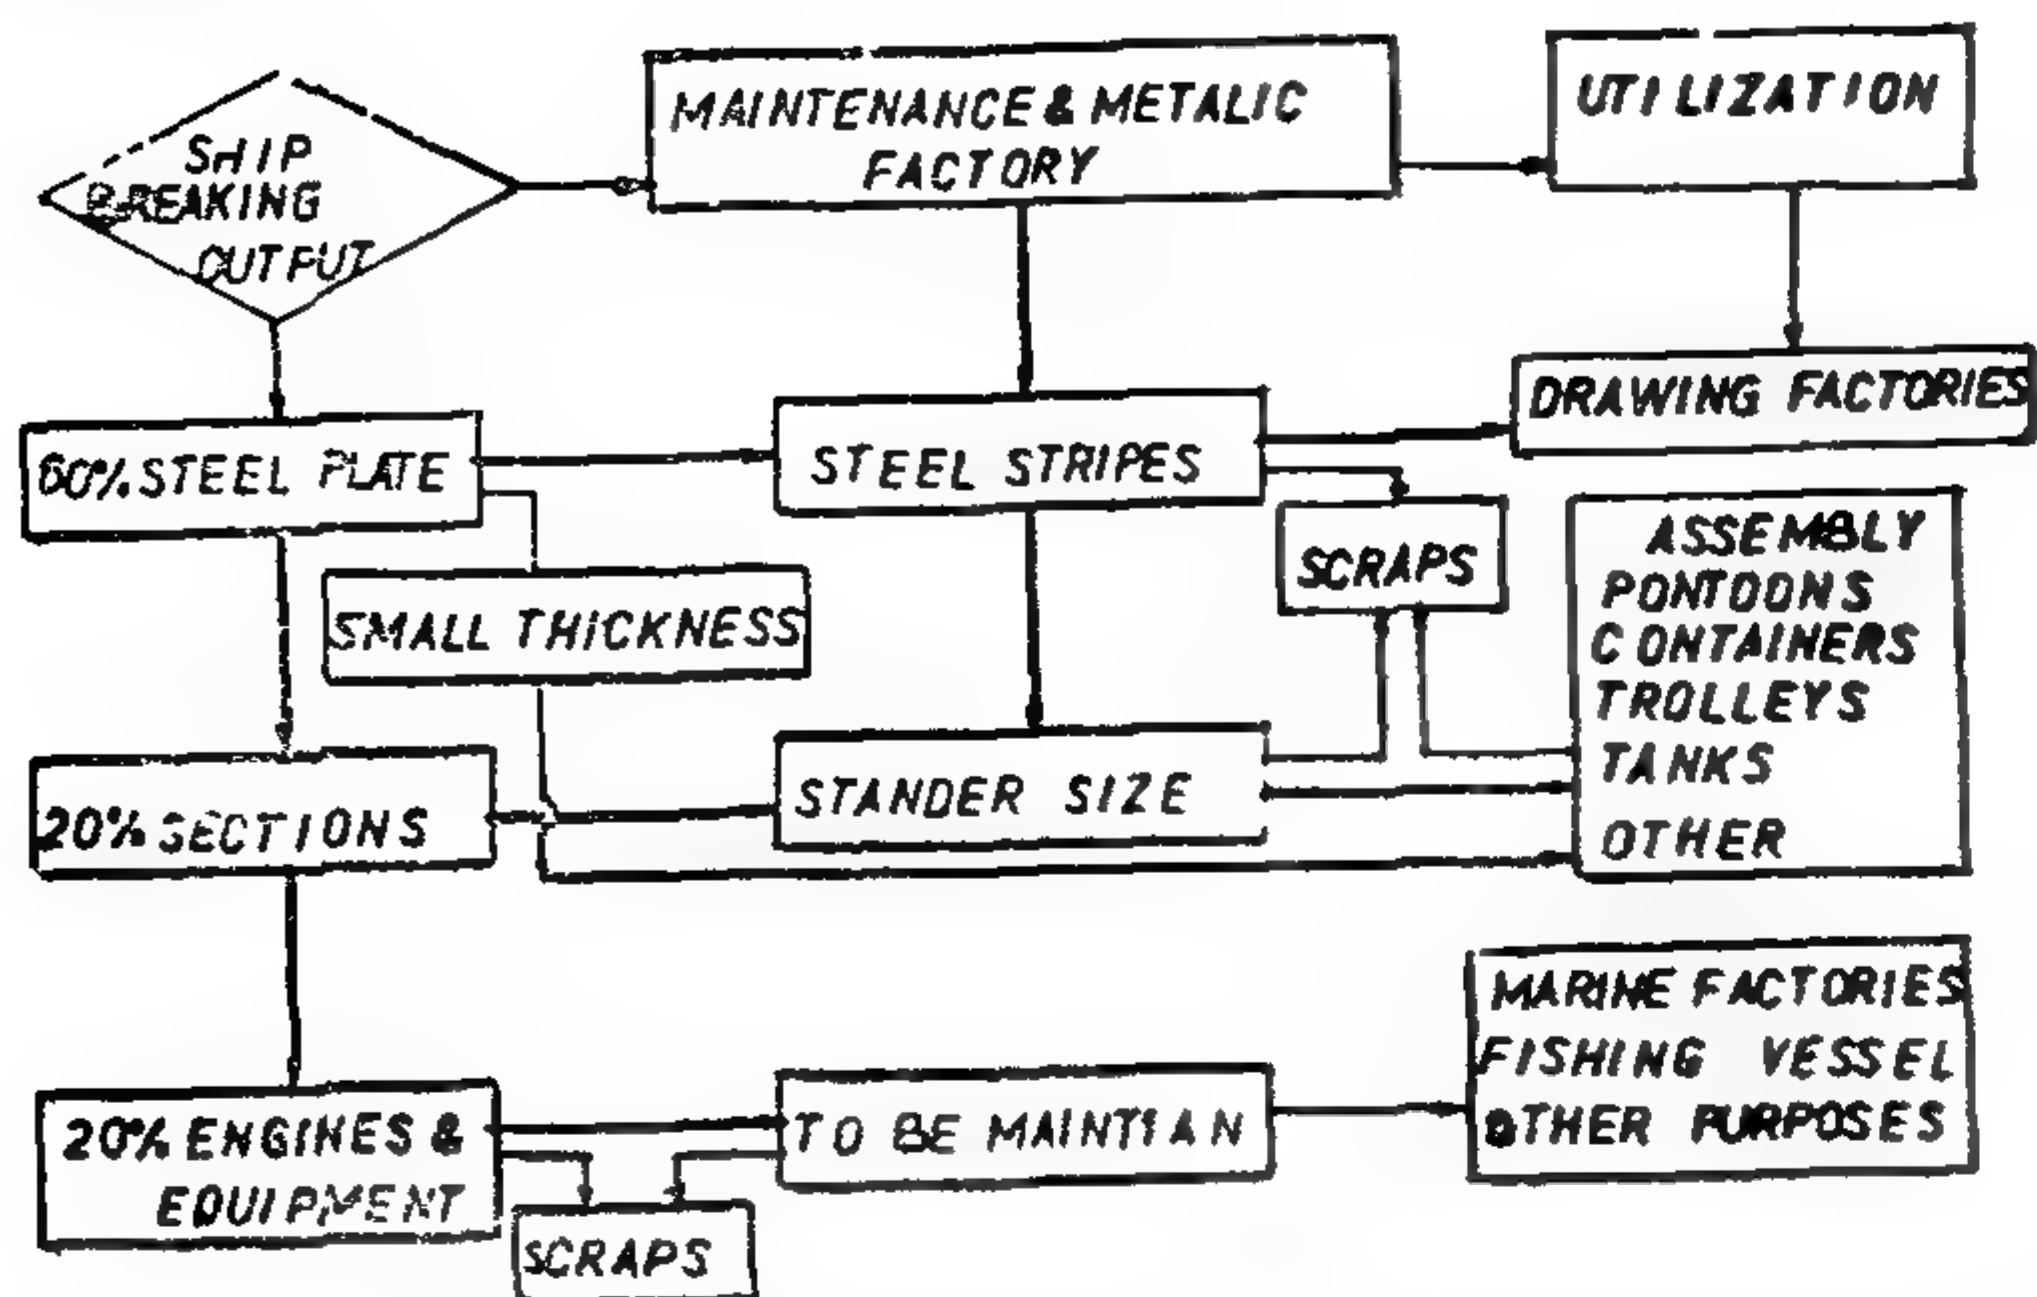 SHIP
BREAKING
OUTPUT
MAINTENANCE & METALIC
FACTORY
UTILIZATION
60% STEEL PLATE
STEEL STRIPES
DRAWING FACTORIES
SMALL THICKNESS
SCRAPS
ASSEMBLY
PONTOONS
CONTAINERS
TROLLEYS
TANKS
OTHER
20% SECTIONS
STANDER SIZE
20% ENGINES &
EQUIPMENT
TO BE MAINTIAN
MARINE FACTORIES
FISHING VESSEL
OTHER PURPOSES
SCRAPS